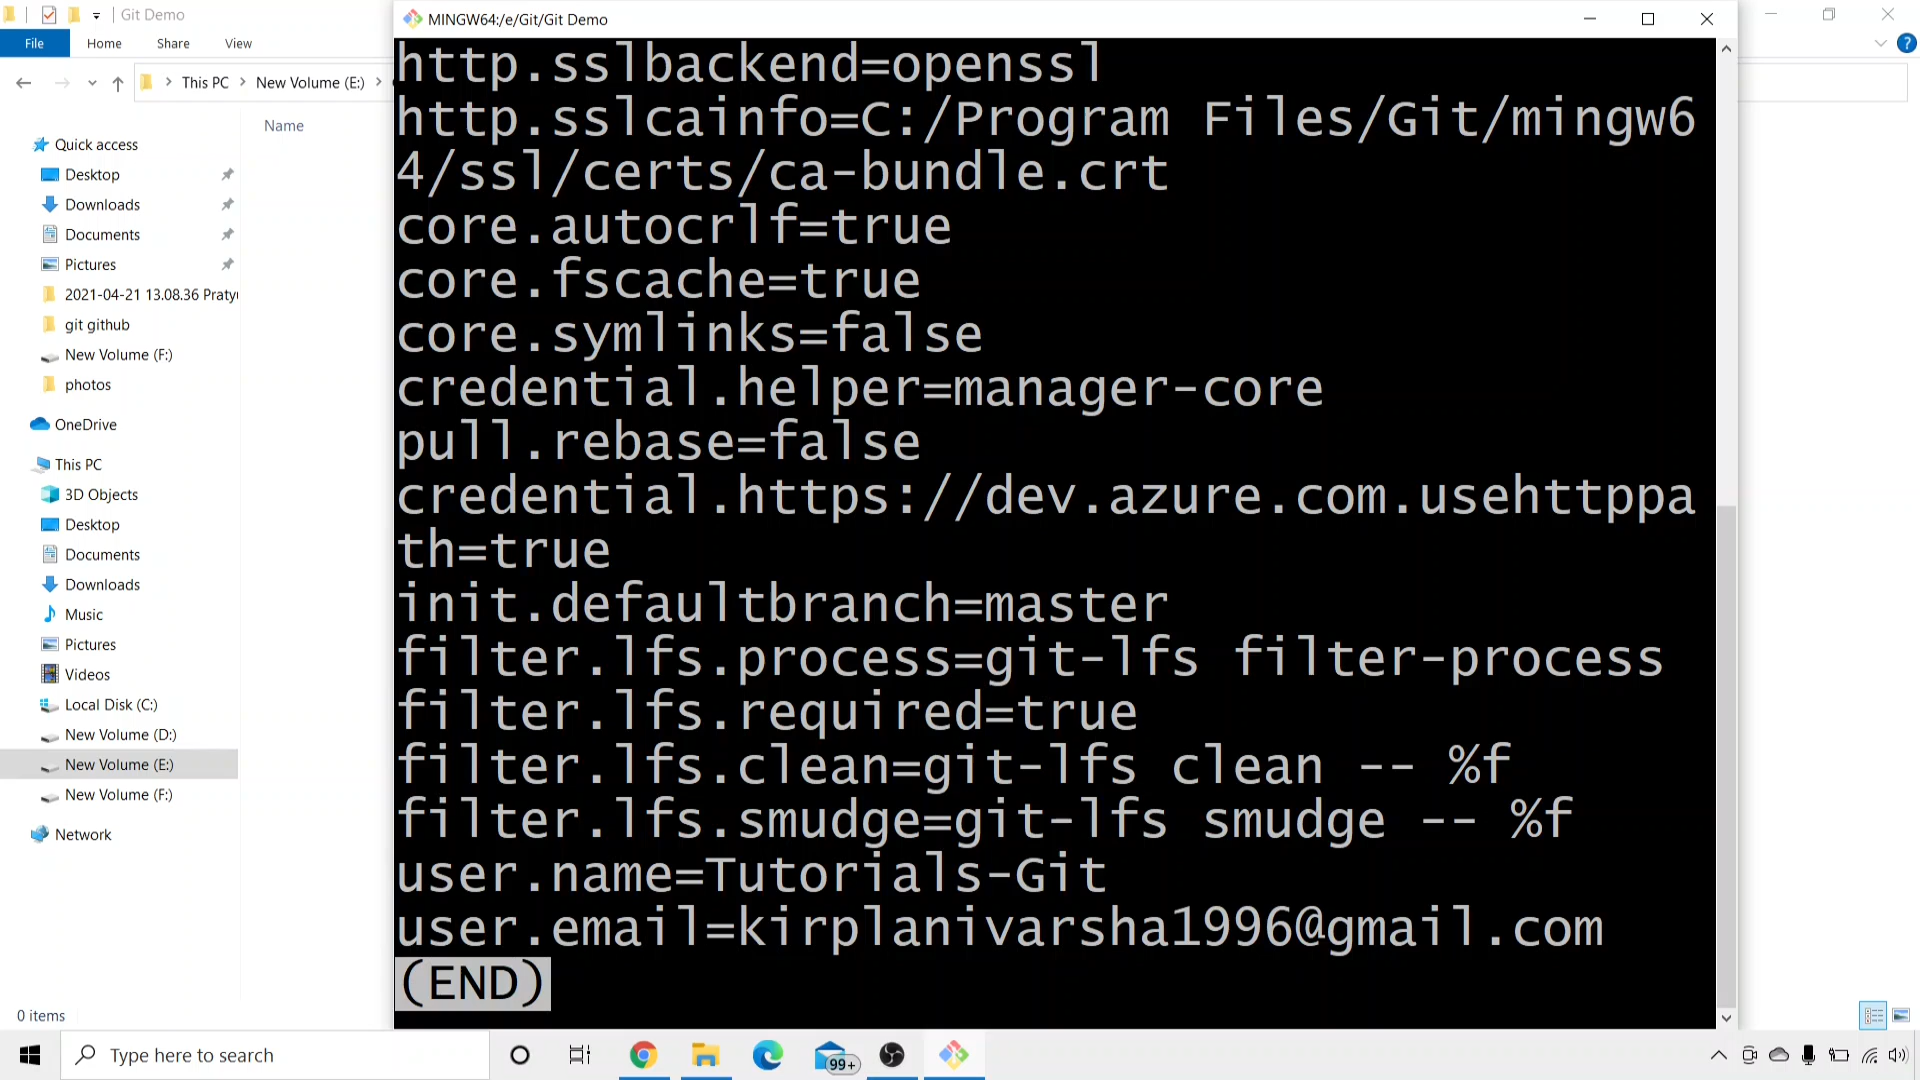 Git Demo
File Home Share View
This PC New Volume (E:)
Name
Quick access
Desktop
Downloads
Documents
Pictures
2021-04-21 13.08.36 Praty
git github
New Volume (F:)
photos
OneDrive
This PC
3D Objects
Desktop
Documents
Downloads
Music
Pictures
Videos
Local Disk (C:)
New Volume (D:)
New Volume (E:)
New Volume (F:)
Network
0 items
MINGW64:/e/Git/Git Demo
http.sslbackend=openssl
http.sslcainfo=C:/Program Files/Git/mingw6
4/ssl/certs/ca-bundle.crt
core.autocrlf=true
core.fscache=true
core.symlinks=false
credential.helper=manager-core
pull.rebase=false
credential.https://dev.azure.com.usehttppa
th=true
init.defaultbranch=master
filter.lfs.process=git-lfs filter-process
filter.lfs.required=true
filter.lfs.clean=git-lfs clean -- %f
filter.lfs.smudge=git-lfs smudge -- %f
user.name=Tutorials-Git
user.email=kirplanivarsha1996@gmail.com
(END)
?
Type here to search
99+